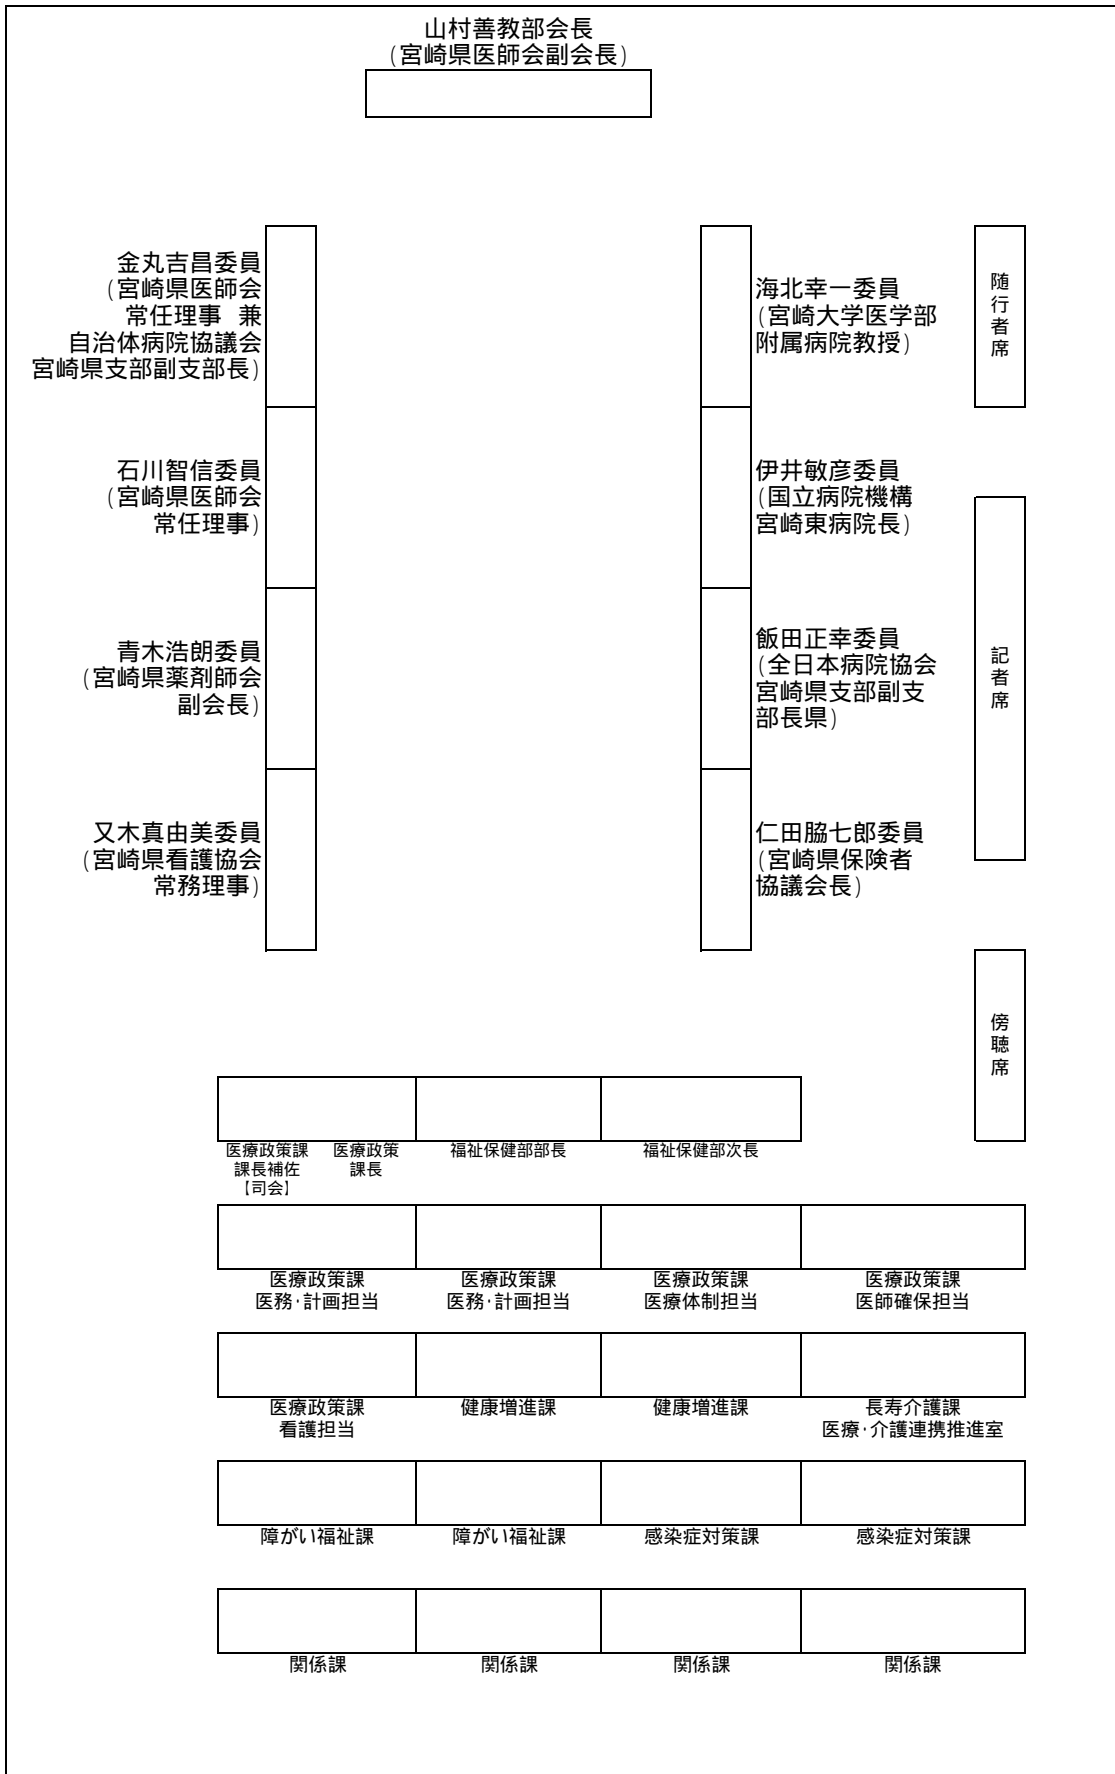 山村善教部会長
(宮崎県医師会副会長)
金丸吉昌委員
(宮崎県医師会
常任理事 兼
自治体病院協議会
宮崎県支部副支部長)
海北幸一委員
(宮崎大学医学部
附属病院教授)
随行者席
石川智信委員
(宮崎県医師会
常任理事)
伊井敏彦委員
(国立病院機構
宮崎東病院長)
青木浩朗委員
(宮崎県薬剤師会
副会長)
飯田正幸委員
(全日本病院協会
宮崎県支部副支
部長県)
記者席
又木真由美委員
(宮崎県看護協会
常務理事)
仁田脇七郎委員
(宮崎県保険者
協議会長)
傍聴席
医療政策課
課長補佐
【司会】
医療政策
課長
福祉保健部部長
福祉保健部次長
医療政策課
医務・計画担当
医療政策課
医務・計画担当
医療政策課
医療体制担当
医療政策課
医師確保担当
医療政策課
看護担当
健康増進課
健康増進課
長寿介護課
医療・介護連携推進室
障がい福祉課
障がい福祉課
感染症対策課
感染症対策課
関係課
関係課
関係課
関係課